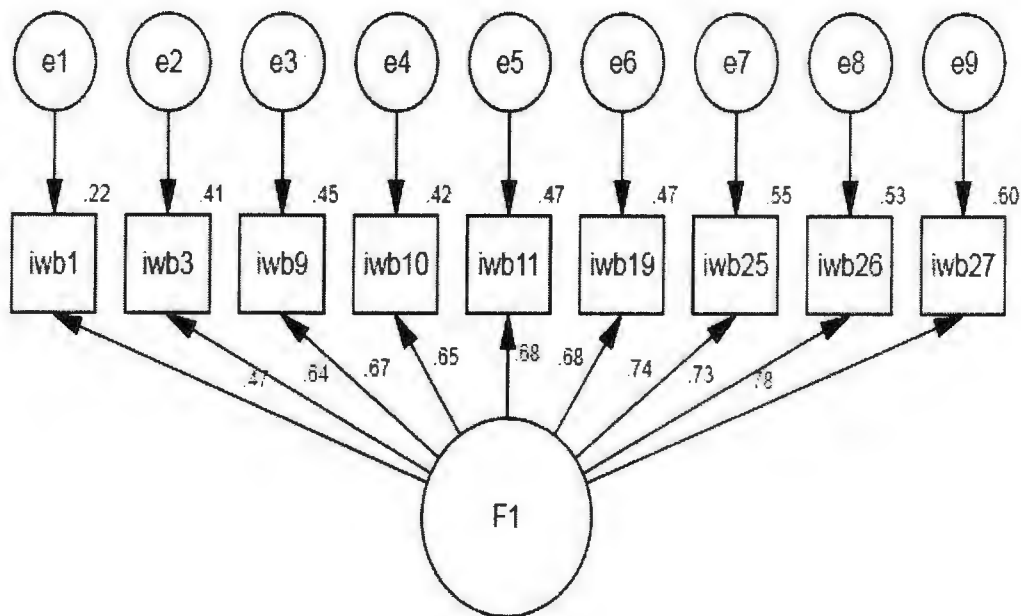 e1 e2 e3 e4 e5 e6 e7 e8 e9
.22 .41 .45 .42 .47 .47 .55 .53 .60
iwb1 iwb3 iwb9 iwb10 iwb11 iwb19 iwb25 iwb26 iwb27
.47 .64 .67 .65 .68 .68 .74 .73 .78
F1